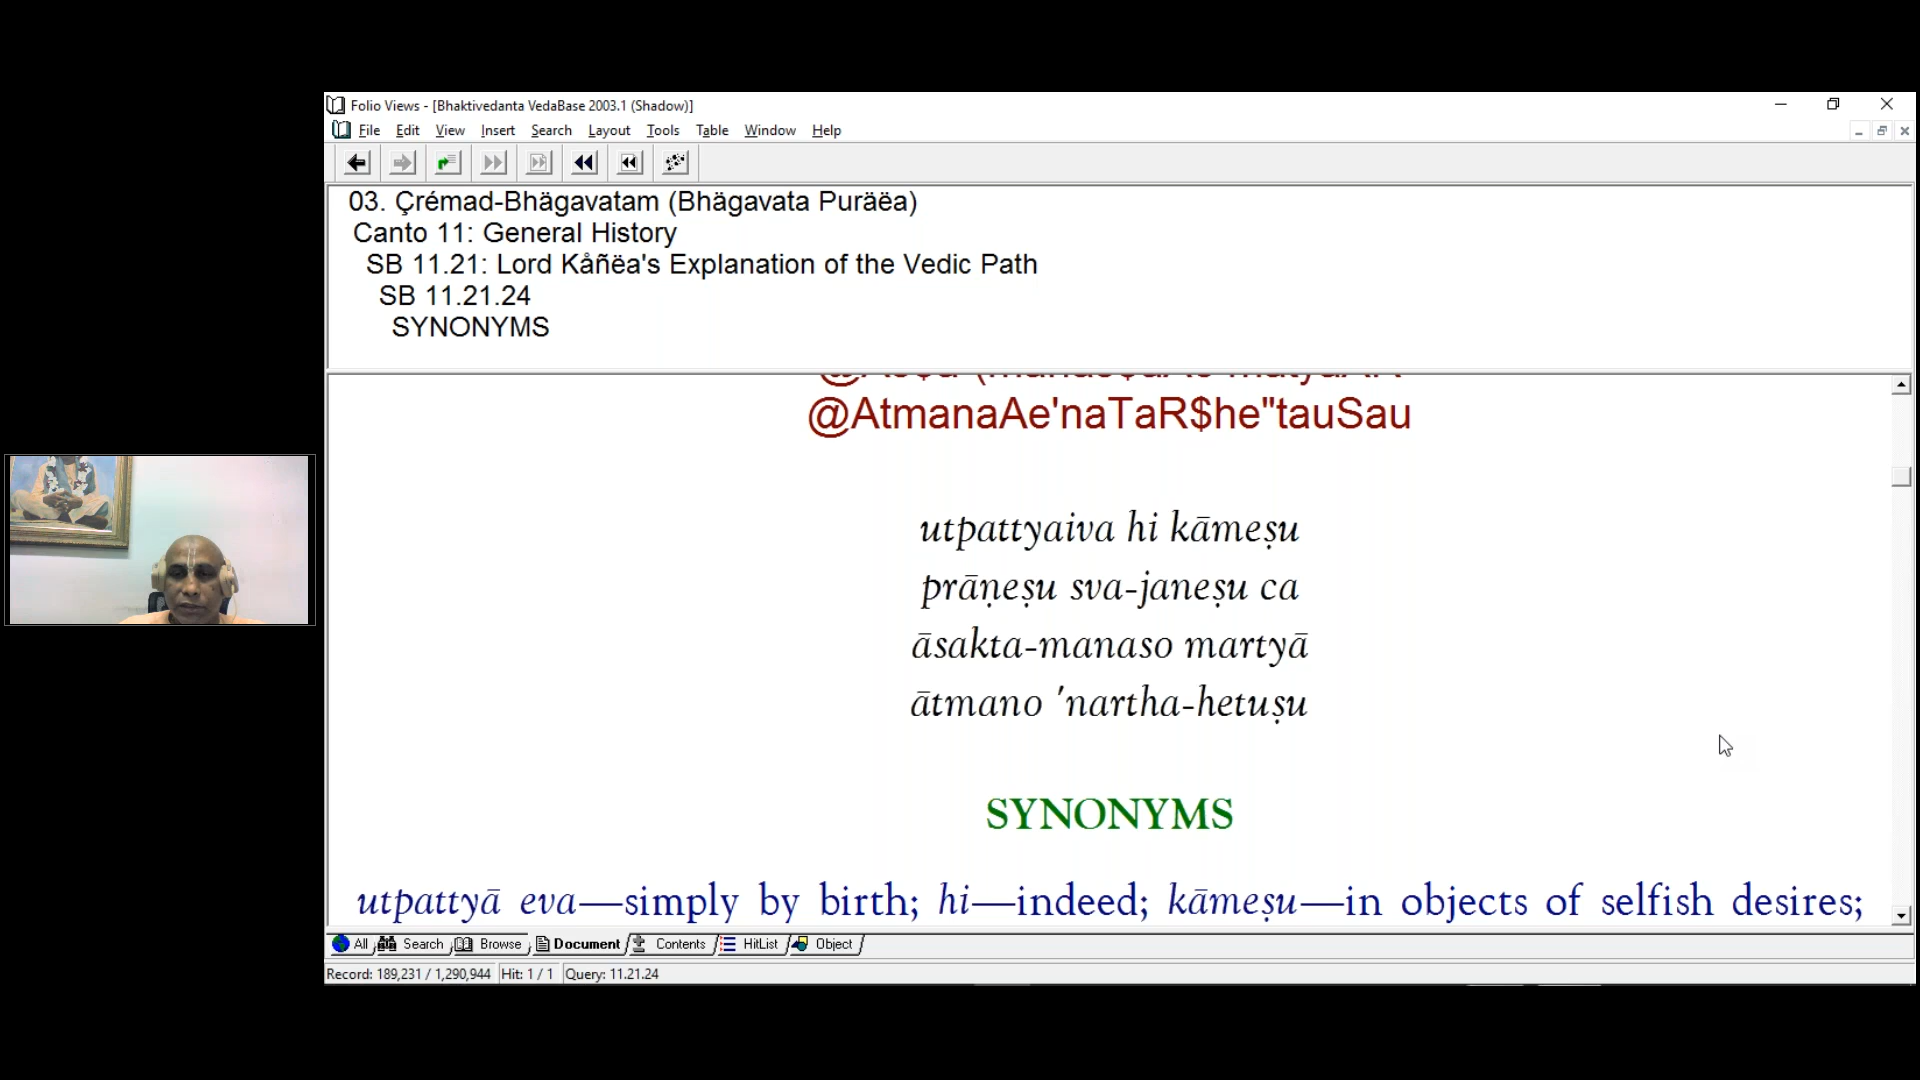 Folio Views - [Bhaktivedanta VedaBase 2003.1 (Shadow)]
File Edit View Insert Search Layout Tools Table Window Help
03. Çrémad-Bhägavatam (Bhägavata Puräëa)
Canto 11: General History
SB 11.21: Lord Kåñëa's Explanation of the Vedic Path
SB 11.21.24
SYNONYMS
@AtmanaAe'naTaR$he"tauSau
utpattyaiva hi kāmeṣu
prāṇeṣu sva-janeṣu ca
āsakta-manaso martyā
ātmano 'nartha-hetuṣu
SYNONYMS
utpattyā eva—simply by birth; hi—indeed; kāmeṣu—in objects of selfish desires;
All Search Browse Document Contents HitList Object
Record: 189,231 / 1,290,944 Hit: 1 / 1 Query: 11.21.24